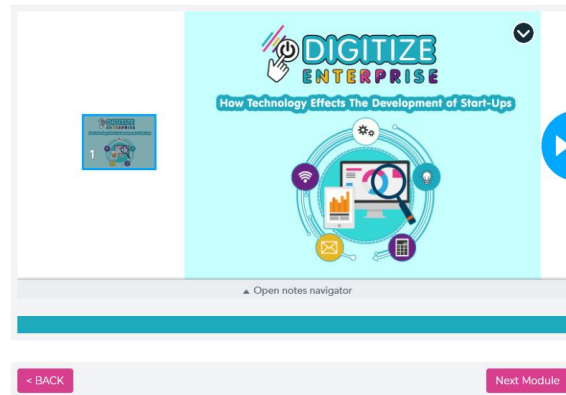 DIGITIZE
ENTERPRISE
How Technology Effects The Development of Start-Ups
1
▲ Open notes navigator
< BACK
Next Module